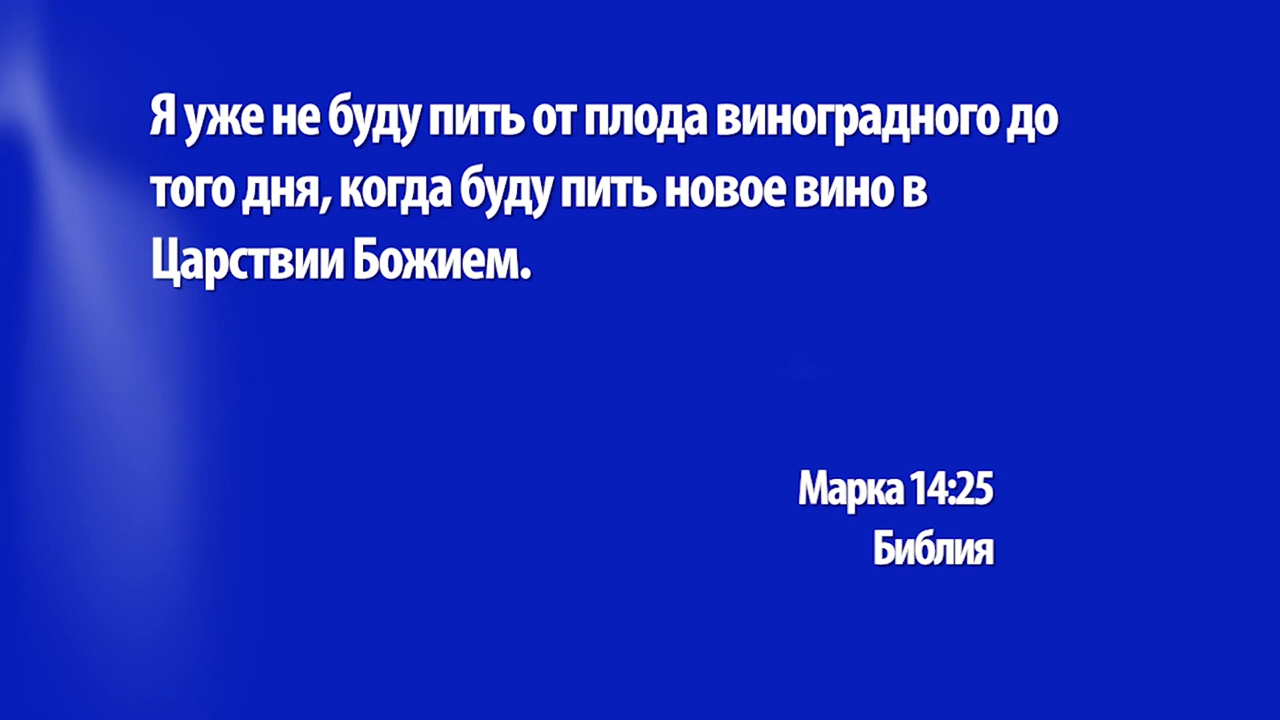 Я уже не буду пить от плода виноградного до
того дня, когда буду пить новое вино в
Царствии Божием.
Марка 14:25
Библия